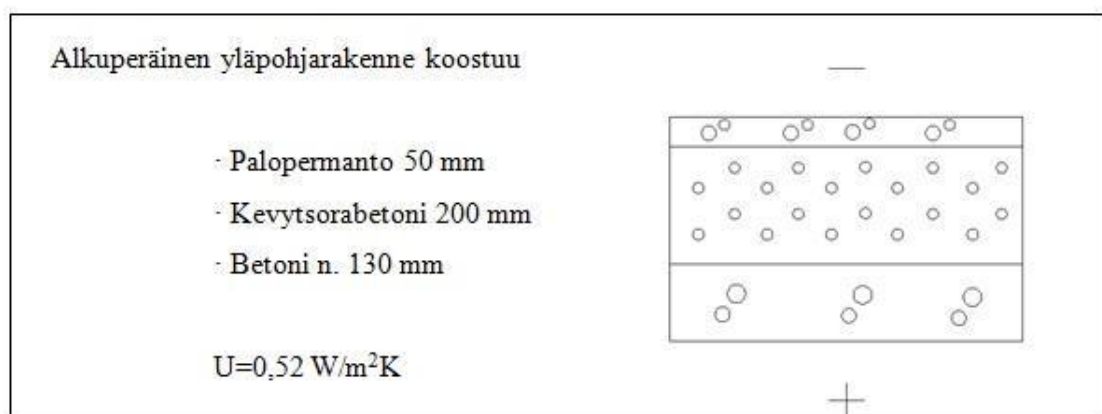 Alkuperäinen yläpohjarakenne koostuu
· Palopermanto 50 mm
· Kevytsorabetoni 200 mm
· Betoni n. 130 mm
U=0,52 W/m²K